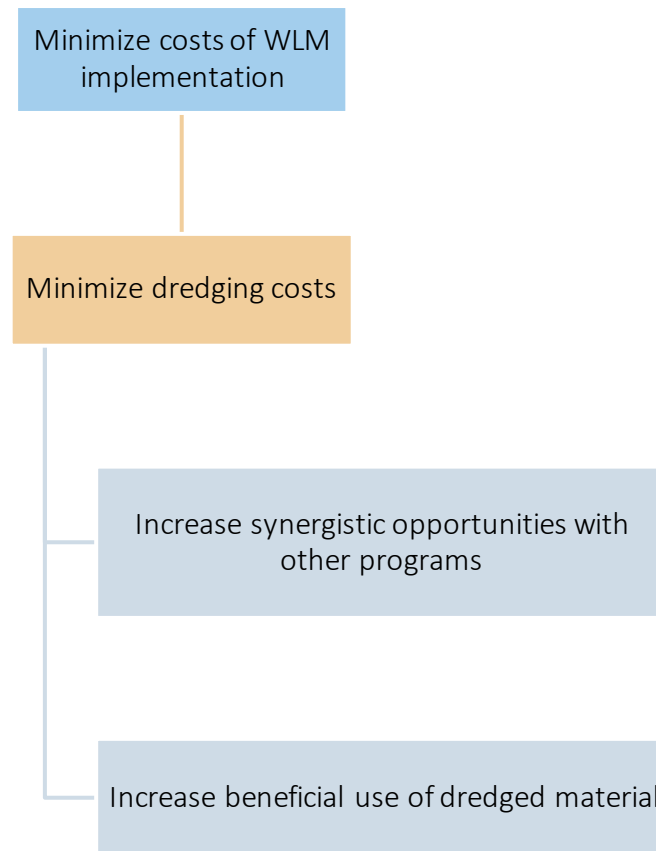 Minimize costs of WLM
implementation
Minimize dredging costs
Increase synergistic opportunities with
other programs
Increase beneficial use of dredged material